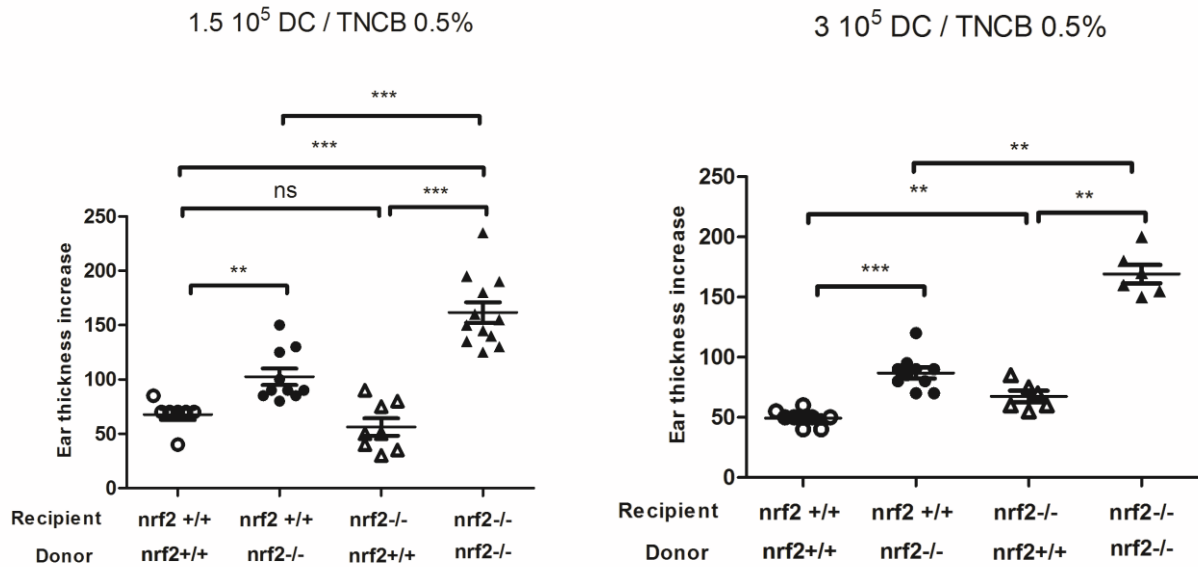 1.5 10⁵ DC / TNCB 0.5%
***
***
ns
***
**
Ear thickness increase
250
200
150
100
50
0
Recipient nrf2 +/+ nrf2 +/+ nrf2-/- nrf2-/-
Donor nrf2+/+ nrf2-/- nrf2+/+ nrf2-/-
3 10⁵ DC / TNCB 0.5%
**
**
**
***
Ear thickness increase
250
200
150
100
50
0
Recipient nrf2 +/+ nrf2 +/+ nrf2-/- nrf2-/-
Donor nrf2+/+ nrf2-/- nrf2+/+ nrf2-/-